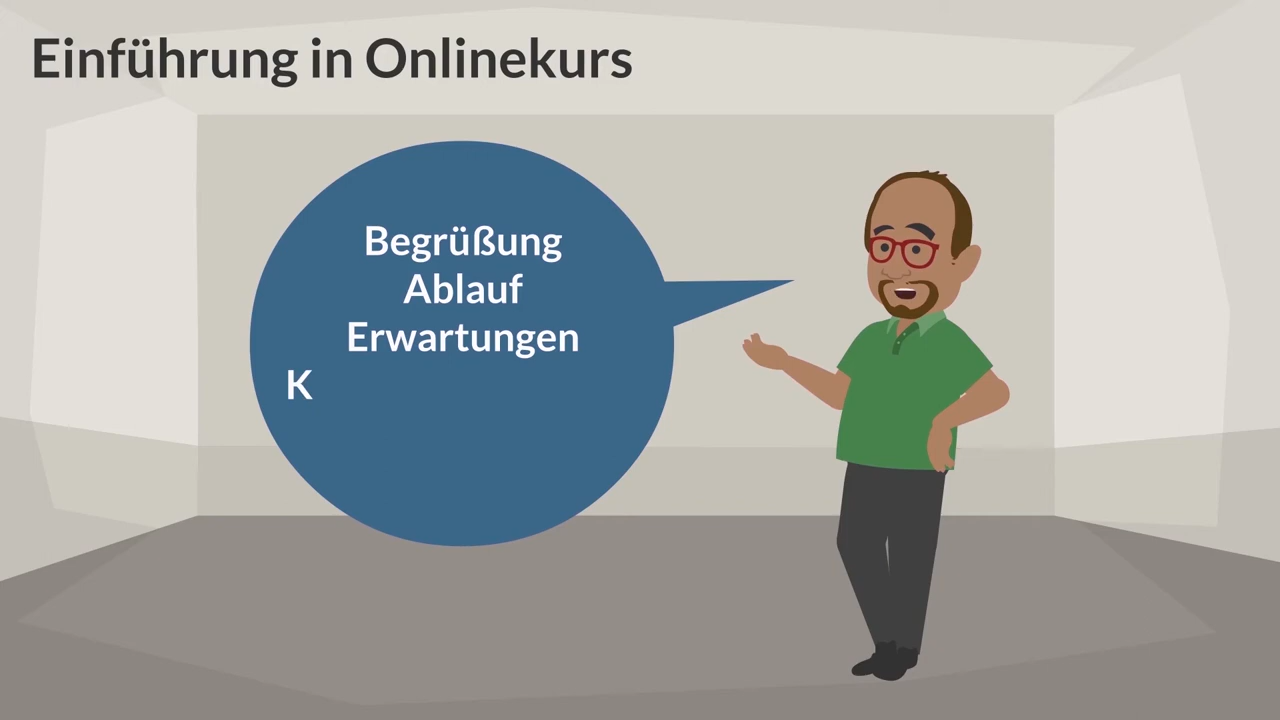 Einführung in Onlinekurs
Begrüßung
Ablauf
Erwartungen
K